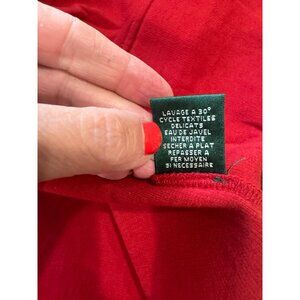 LAVAGE A 30°
CYCLE TEXTILES
DELICATS
EAU DE JAVEL
INTERDITE
SECHER A PLAT
REPASSER A
FER MOYEN
SI NECESSAIRE